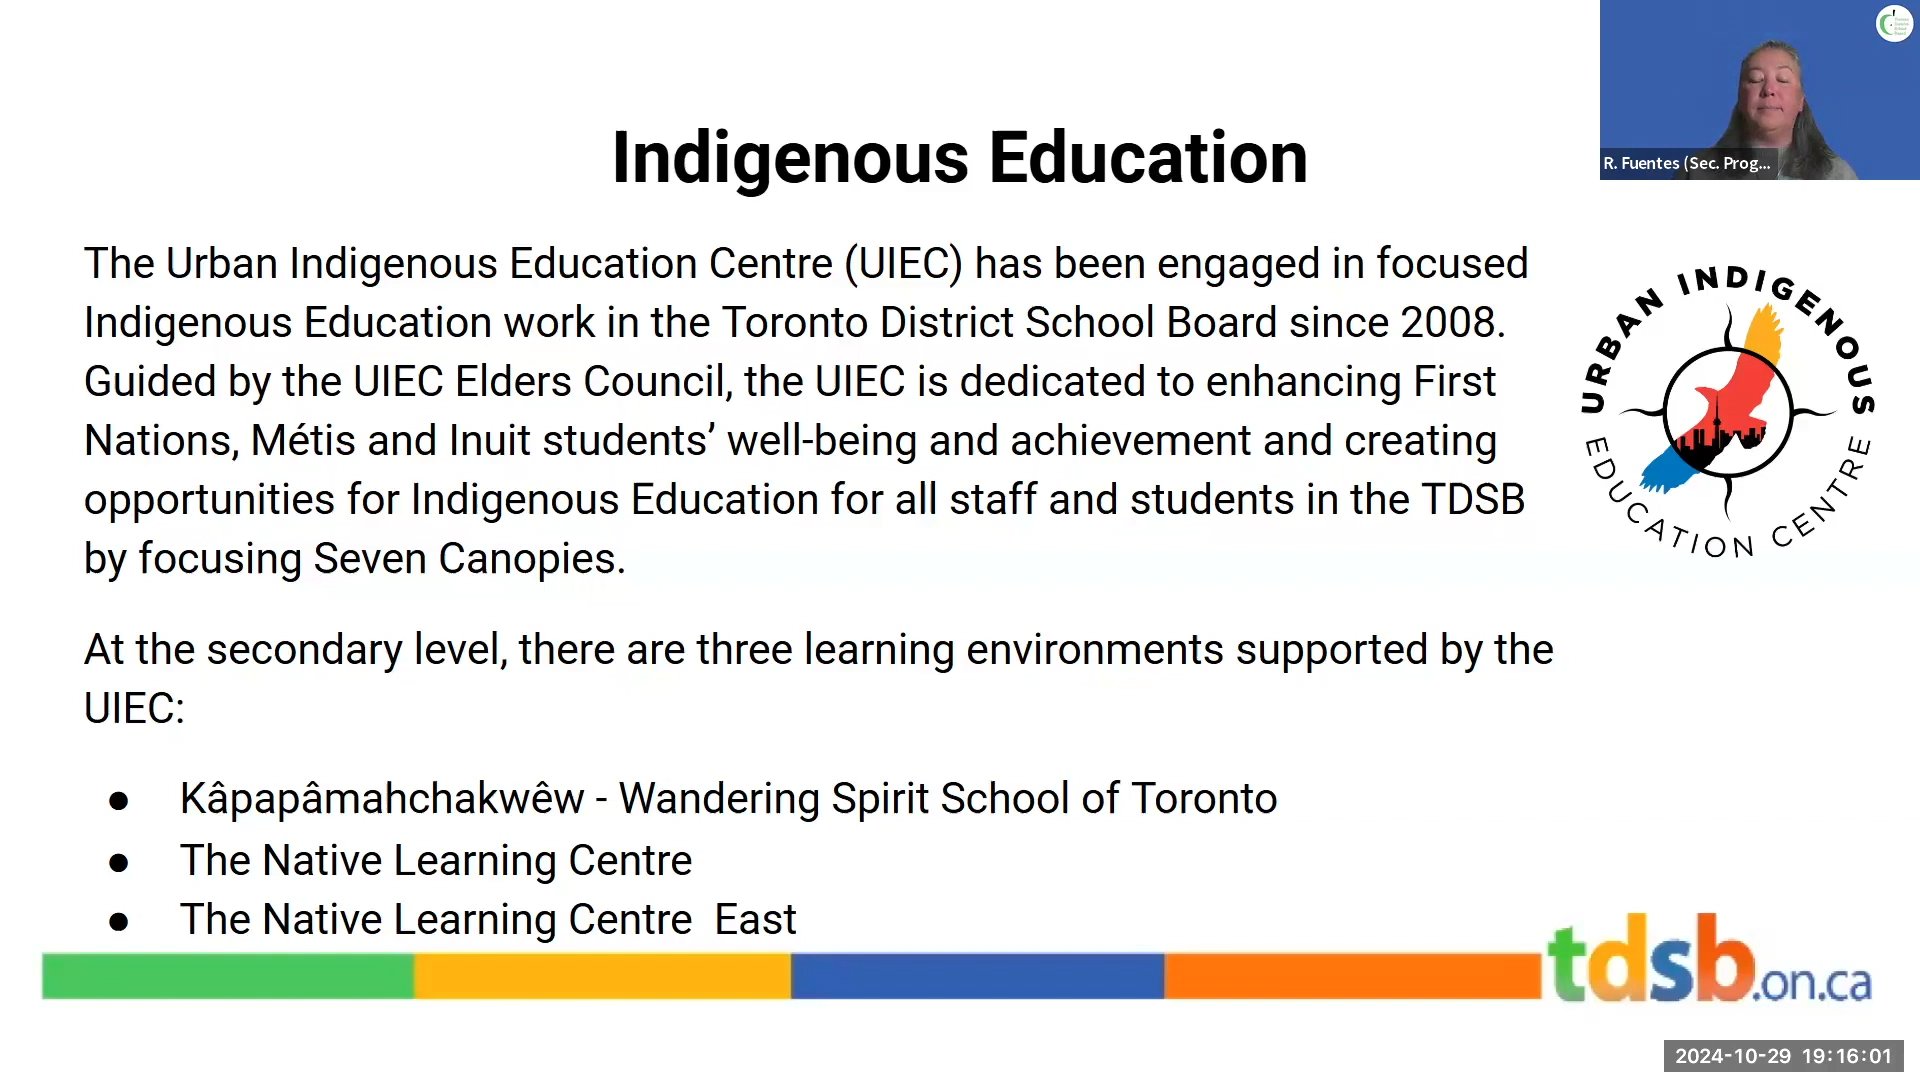 Indigenous Education
R. Fuentes (Sec. Prog...
The Urban Indigenous Education Centre (UIEC) has been engaged in focused
Indigenous Education work in the Toronto District School Board since 2008.
Guided by the UIEC Elders Council, the UIEC is dedicated to enhancing First
Nations, Métis and Inuit students’ well-being and achievement and creating
opportunities for Indigenous Education for all staff and students in the TDSB
by focusing Seven Canopies.
URBAN INDIGENOUS
EDUCATION CENTRE
At the secondary level, there are three learning environments supported by the
UIEC:
● Kâpapâmahchakwêw - Wandering Spirit School of Toronto
● The Native Learning Centre
● The Native Learning Centre  East
tdsb.on.ca
2024-10-29 19:16:01